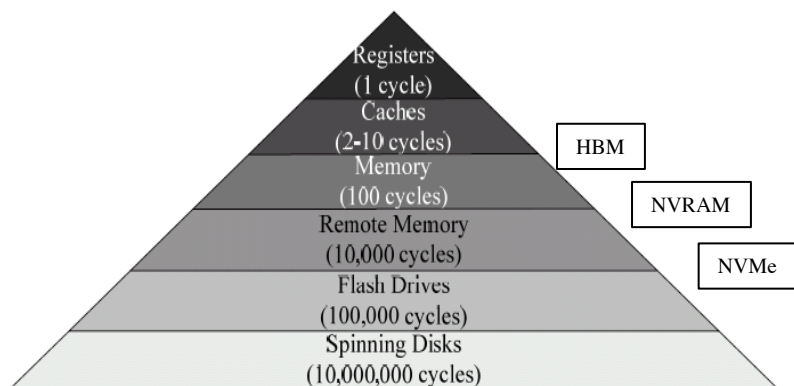 Registers
(1 cycle)
Caches
(2-10 cycles)
HBM
Memory
(100 cycles)
NVRAM
Remote Memory
(10,000 cycles)
NVMe
Flash Drives
(100,000 cycles)
Spinning Disks
(10,000,000 cycles)